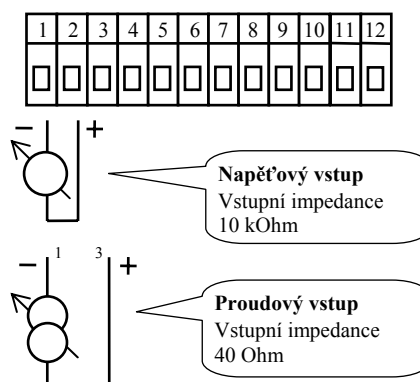 1 2 3 4 5 6 7 8 9 10 11 12
− +
Napěťový vstup
Vstupní impedance
10 kOhm
− 1 3 +
Proudový vstup
Vstupní impedance
40 Ohm